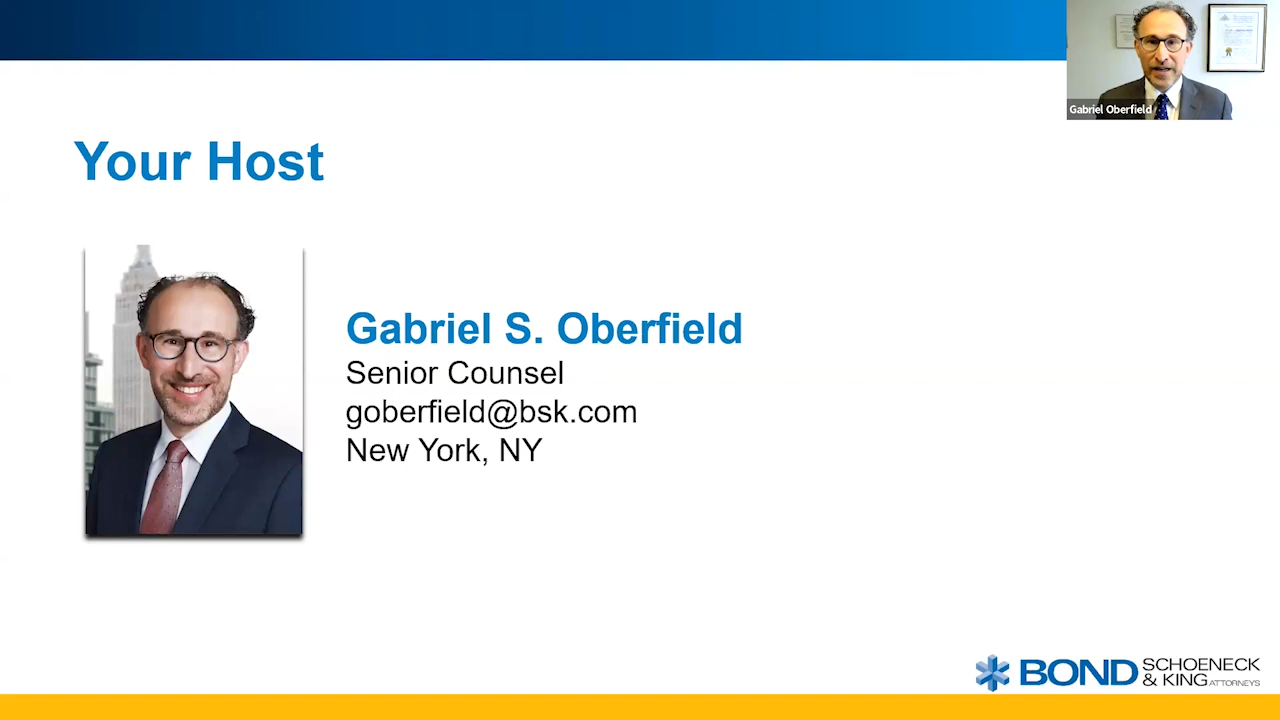 Gabriel Oberfield
Your Host
Gabriel S. Oberfield
Senior Counsel
goberfield@bsk.com
New York, NY
BOND SCHOENECK
& KING ATTORNEYS